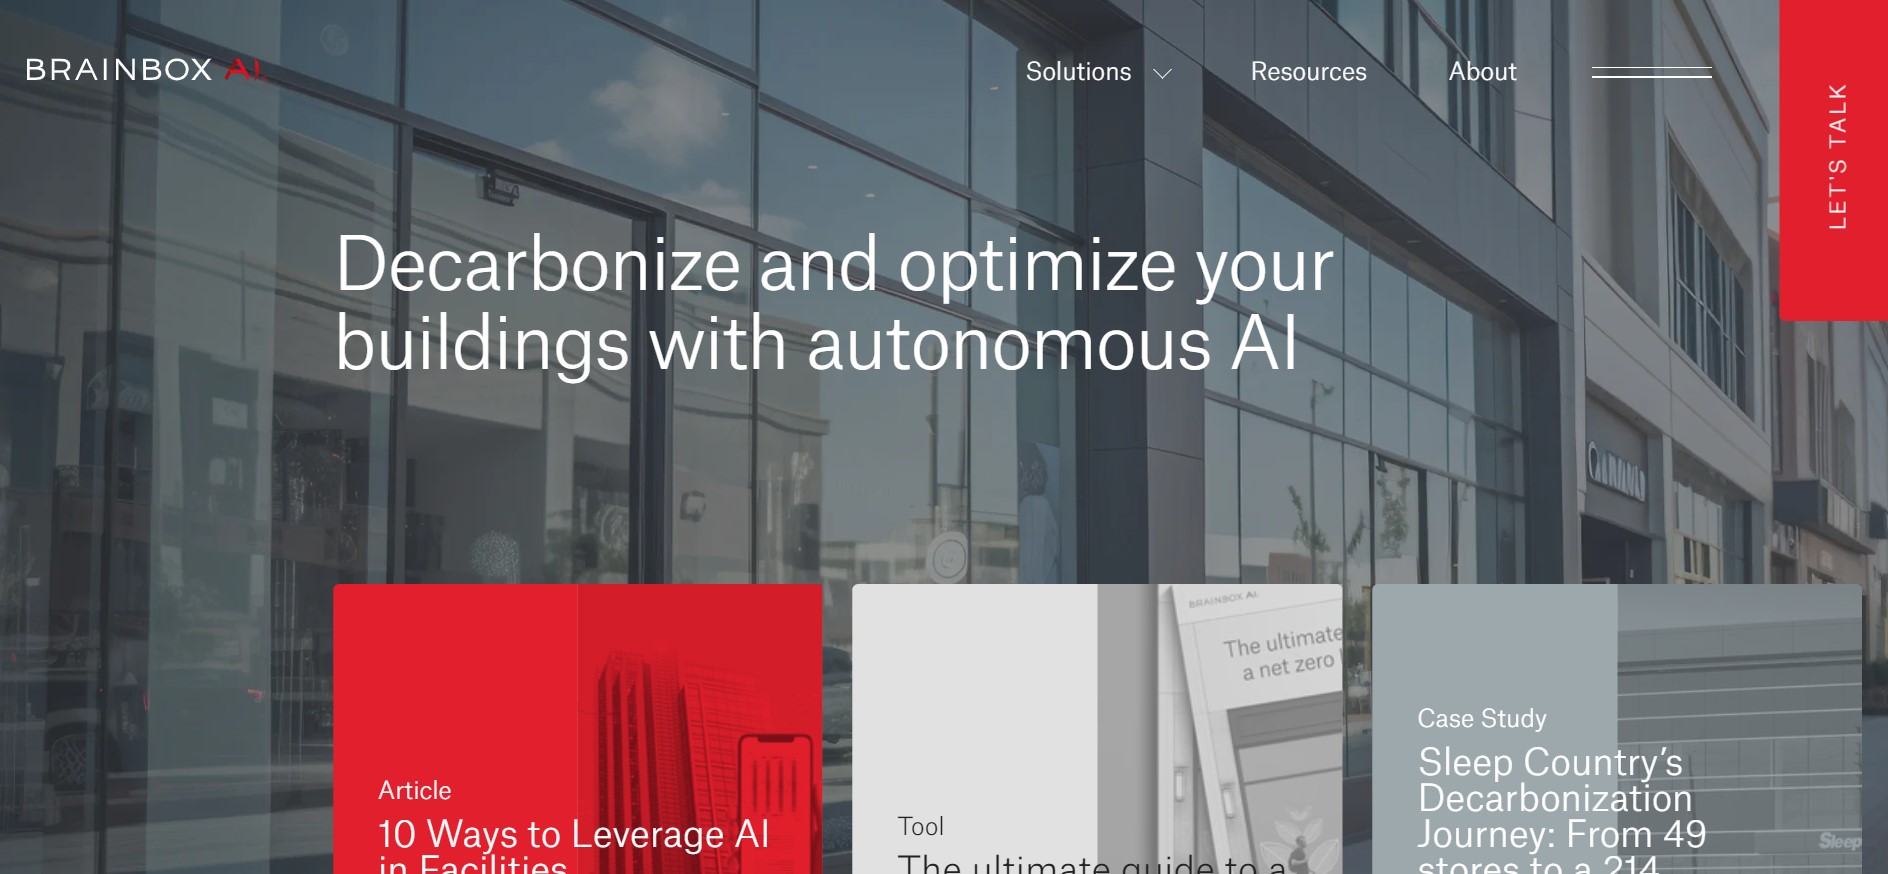 BRAINBOX AI
Solutions
Resources
About
LET'S TALK
Decarbonize and optimize your
buildings with autonomous AI
Article
10 Ways to Leverage AI
in Facilities
BRAINBOX AI
The ultimate
a net zero
Tool
The ultimate guide to a
Case Study
Sleep Country’s
Decarbonization
Journey: From 49
stores to a 214
Sleep